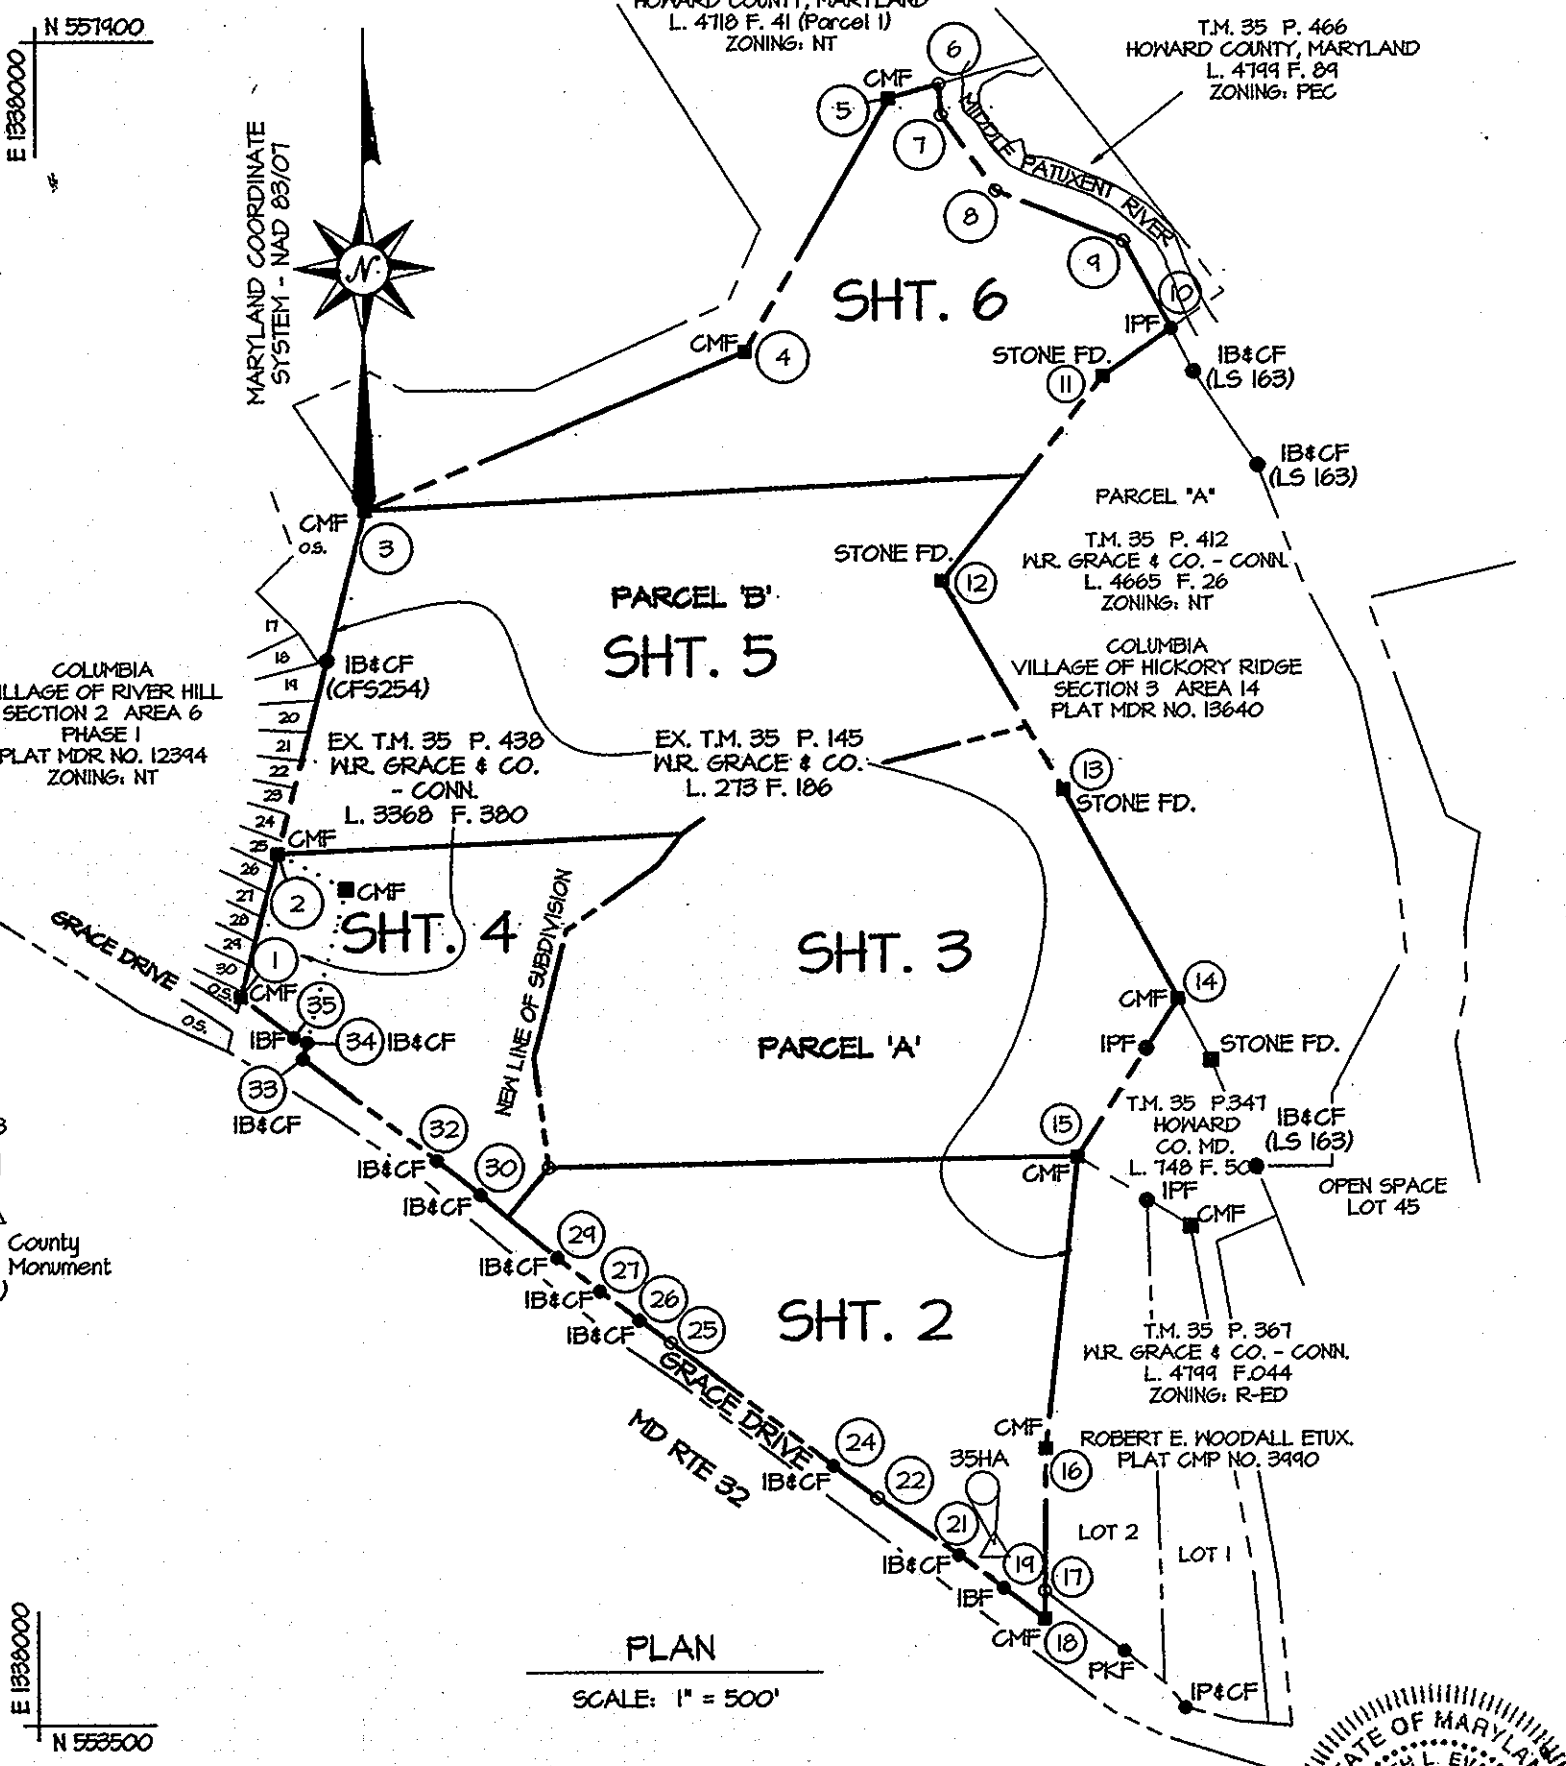 N 557900
E 1338000
HOWARD COUNTY, MARYLAND
L. 4718 F. 41 (Parcel 1)
ZONING: NT
T.M. 35 P. 466
HOWARD COUNTY, MARYLAND
L. 4799 F. 89
ZONING: PEC
MARYLAND COORDINATE
SYSTEM - NAD 83/07
N
CMF
5
6
7
8
9
10
MIDDLE PATUXENT RIVER
SHT. 6
IPF
CMF
4
STONE FD.
11
IB&CF
(LS 163)
IB&CF
(LS 163)
CMF
O.S.
3
PARCEL "A"
T.M. 35 P. 412
W.R. GRACE & CO. - CONN.
L. 4665 F. 26
ZONING: NT
STONE FD.
12
PARCEL 'B'
SHT. 5
COLUMBIA
VILLAGE OF HICKORY RIDGE
SECTION 3 AREA 14
PLAT MDR NO. 13640
COLUMBIA
ILLAGE OF RIVER HILL
SECTION 2 AREA 6
PHASE 1
PLAT MDR NO. 12394
ZONING: NT
17
18
19
20
21
22
23
24
25
26
27
28
29
30
O.S.
IB&CF
(CFS254)
EX. T.M. 35 P. 438
W.R. GRACE & CO.
- CONN.
L. 3368 F. 380
EX. T.M. 35 P. 145
W.R. GRACE & CO.
L. 273 F. 186
13
STONE FD.
CMF
2
CMF
SHT. 4
NEW LINE OF SUBDIVISION
SHT. 3
PARCEL 'A'
GRACE DRIVE
O.S.
1
CMF
35
IBF
34
IB&CF
33
IB&CF
14
CMF
IPF
STONE FD.
T.M. 35 P.347
HOWARD
CO. MD.
L. 748 F. 50
IB&CF
(LS 163)
15
CMF
IPF
CMF
OPEN SPACE
LOT 45
32
IB&CF
30
IB&CF
29
IB&CF
27
IB&CF
26
IB&CF
25
County
Monument
SHT. 2
T.M. 35 P. 367
W.R. GRACE & CO. - CONN.
L. 4799 F.044
ZONING: R-ED
GRACE DRIVE
MD RTE 32
CMF
16
ROBERT E. WOODALL ETUX.
PLAT CMP NO. 3990
24
IB&CF
22
35HA
21
IB&CF
19
IBF
17
LOT 2
LOT 1
CMF
18
PKF
IP&CF
E 1338000
N 553500
PLAN
SCALE: 1" = 500'